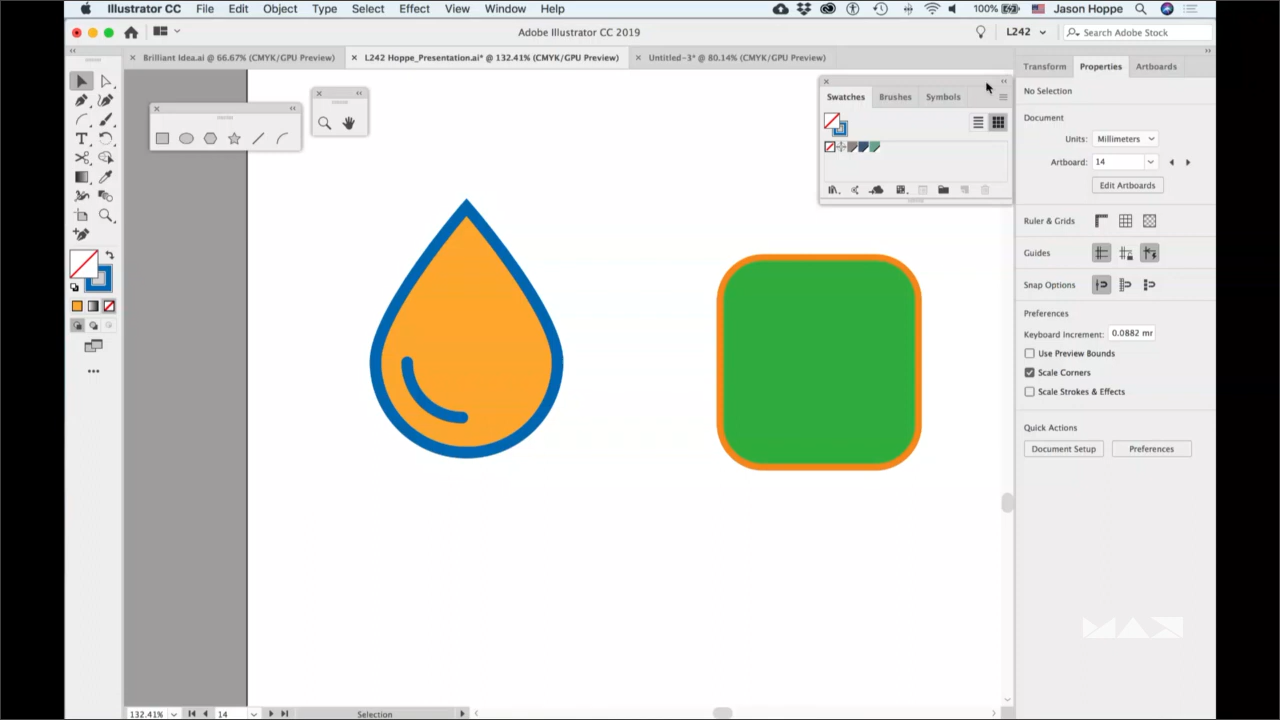 Illustrator CC File Edit Object Type Select Effect View Window Help 100% Jason Hoppe
Adobe Illustrator CC 2019 L242 Search Adobe Stock
Brilliant Idea.ai @ 66.67% (CMYK/GPU Preview) L242 Hoppe_Presentation.ai* @ 132.41% (CMYK/GPU Preview) Untitled-3* @ 80.14% (CMYK/GPU Preview)
Transform Properties Artboards
No Selection
Swatches Brushes Symbols
Document
Units: Millimeters
Artboard: 14
Edit Artboards
Ruler & Grids
Guides
Snap Options
Preferences
Keyboard Increment: 0.0882 mr
Use Preview Bounds
Scale Corners
Scale Strokes & Effects
Quick Actions
Document Setup Preferences
MAX
132.41% 14 Selection